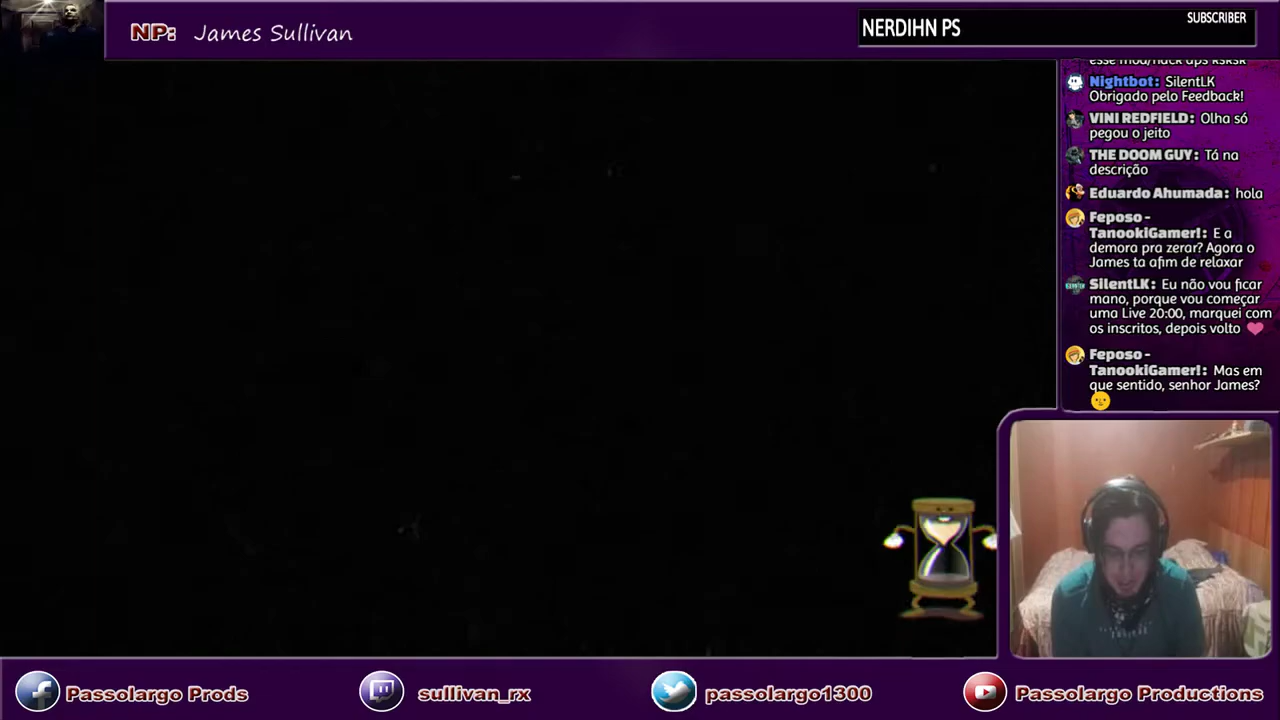 NP: James Sullivan
NERDIHN PS
SUBSCRIBER
esse mod/hack aps ksksk
Nightbot: SilentLK
Obrigado pelo Feedback!
VINI REDFIELD: Olha só
pegou o jeito
THE DOOM GUY: Tá na
descrição
Eduardo Ahumada: hola
Feposo -
TanookiGamer!: E a
demora pra zerar? Agora o
James ta afim de relaxar
SilentLK: Eu não vou ficar
mano, porque vou começar
uma Live 20:00, marquei com
os inscritos, depois volto
Feposo -
TanookiGamer!: Mas em
que sentido, senhor James?
Passolargo Prods
sullivan_rx
passolargo1300
Passolargo Productions